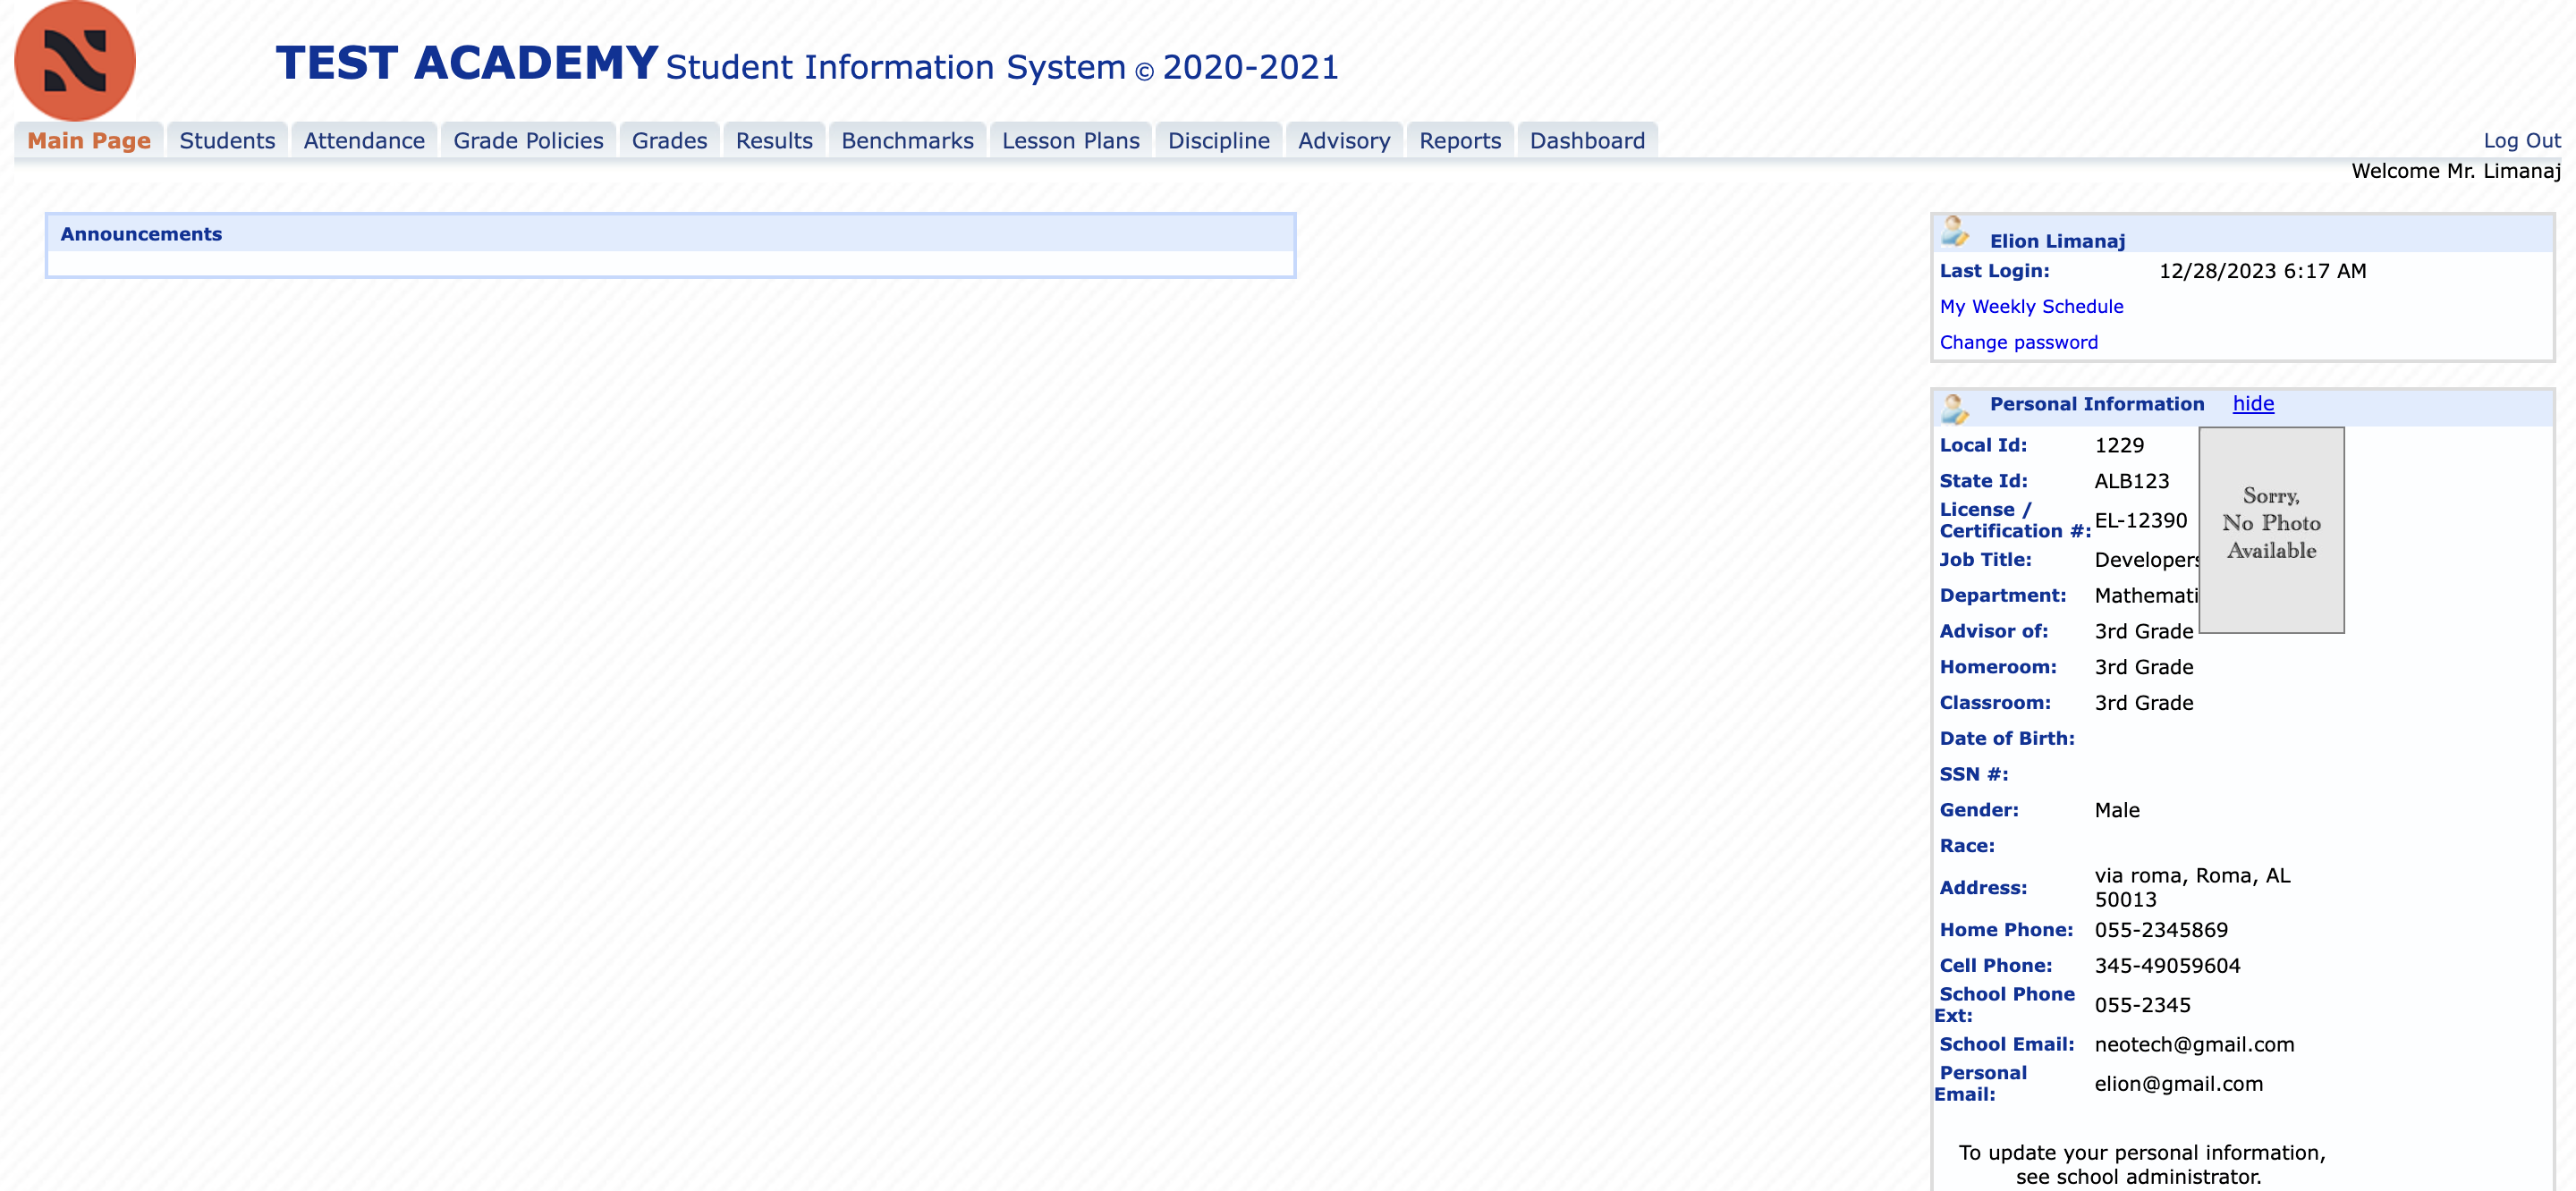 TEST ACADEMY Student Information System © 2020-2021
Main Page Students Attendance Grade Policies Grades Results Benchmarks Lesson Plans Discipline Advisory Reports Dashboard Log Out
Welcome Mr. Limanaj
Announcements
Elion Limanaj
Last Login: 12/28/2023 6:17 AM
My Weekly Schedule
Change password
Personal Information hide
Local Id: 1229
State Id: ALB123
License /
Certification #: EL-12390
Job Title: Developers
Department: Mathemati
Advisor of: 3rd Grade
Sorry,
No Photo
Available
Homeroom: 3rd Grade
Classroom: 3rd Grade
Date of Birth:
SSN #:
Gender: Male
Race:
Address: via roma, Roma, AL
50013
Home Phone: 055-2345869
Cell Phone: 345-49059604
School Phone
Ext: 055-2345
School Email: neotech@gmail.com
Personal
Email: elion@gmail.com
To update your personal information,
see school administrator.